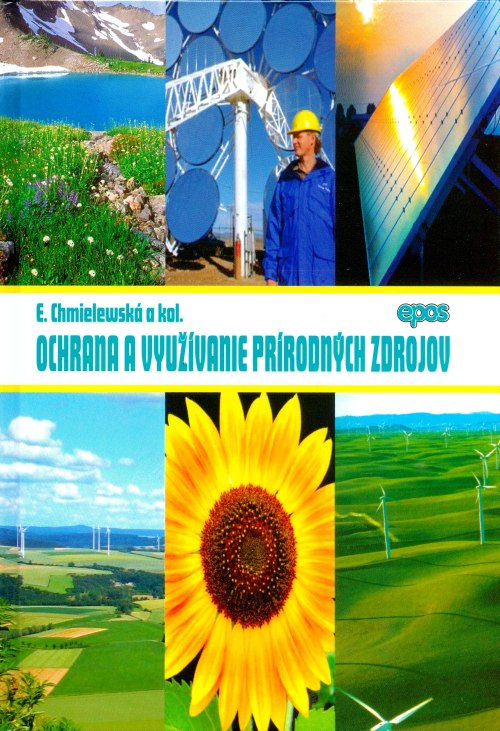 E. Chmielewská a kol.
epos
OCHRANA A VYUŽÍVANIE PRÍRODNÝCH ZDROJOV